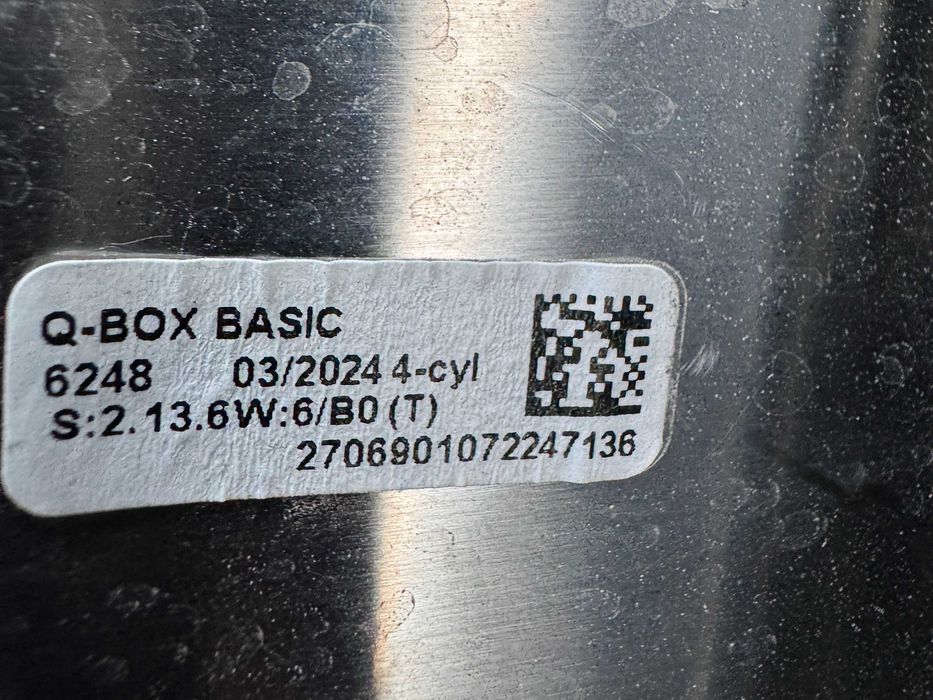 Q-BOX BASIC
6248 03/2024 4-cyl
S:2.13.6W:6/B0 (T)
2706901072247136